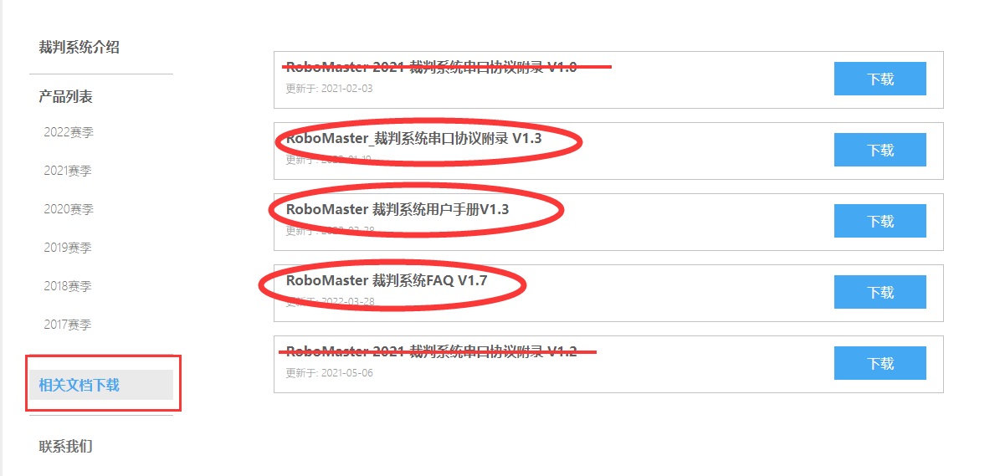 裁判系统介绍
产品列表
2022赛季
2021赛季
2020赛季
2019赛季
2018赛季
2017赛季
相关文档下载
联系我们
RoboMaster 2021 裁判系统串口协议附录 V1.0
更新于: 2021-02-03
下载
RoboMaster_裁判系统串口协议附录 V1.3
更新于:
下载
RoboMaster 裁判系统用户手册V1.3
更新于:
下载
RoboMaster 裁判系统FAQ V1.7
更新于: 2022-03-28
下载
RoboMaster 2021 裁判系统串口协议附录 V1.2
更新于: 2021-05-06
下载